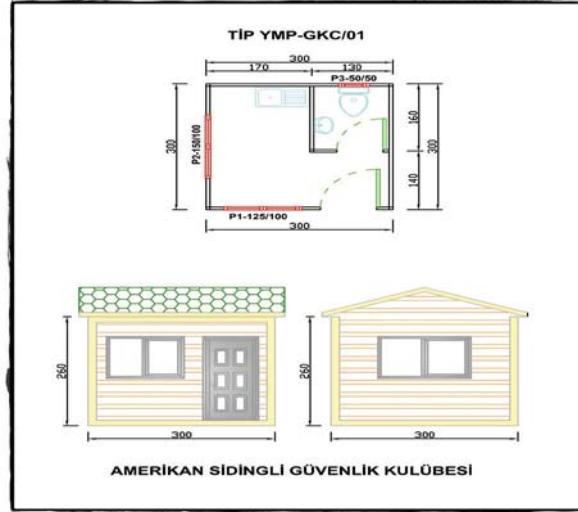 TİP YMP-GKC/01
300
170 130
P3-50/50
300
P2-150/100
160
140
300
P1-125/100
300
260
300
260
300
AMERİKAN SİDİNGLİ GÜVENLİK KULÜBESİ